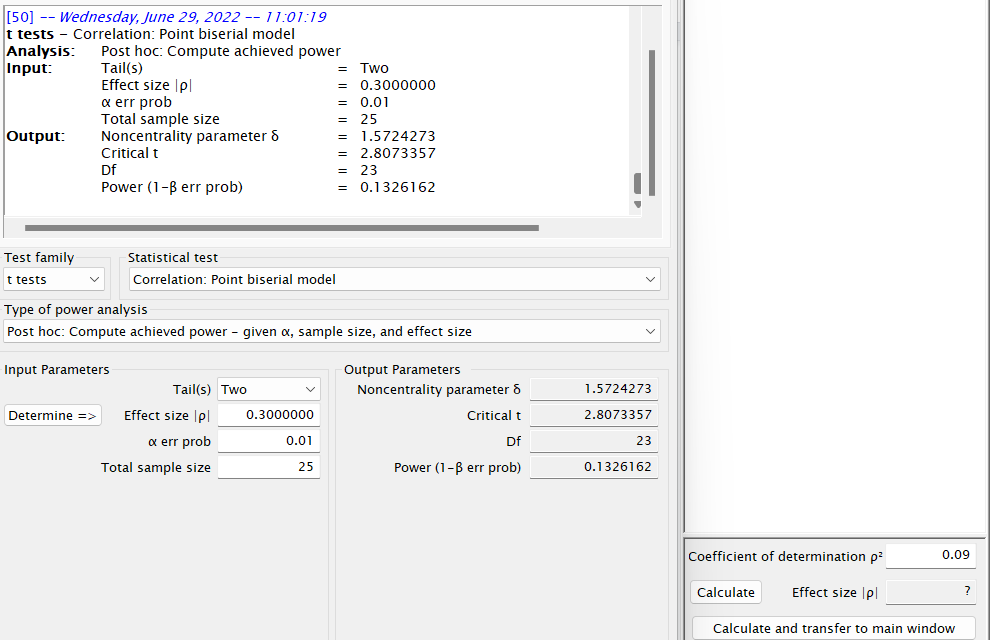 [50] -- Wednesday, June 29, 2022 -- 11:01:19
t tests – Correlation: Point biserial model
Analysis: Post hoc: Compute achieved power
Input: Tail(s) = Two
Effect size |ρ| = 0.3000000
α err prob = 0.01
Total sample size = 25
Output: Noncentrality parameter δ = 1.5724273
Critical t = 2.8073357
Df = 23
Power (1-β err prob) = 0.1326162
Test family
Statistical test
t tests
Correlation: Point biserial model
Type of power analysis
Post hoc: Compute achieved power – given α, sample size, and effect size
Input Parameters
Output Parameters
Tail(s) Two
Noncentrality parameter δ 1.5724273
Determine => Effect size |ρ| 0.3000000
Critical t 2.8073357
α err prob 0.01
Df 23
Total sample size 25
Power (1-β err prob) 0.1326162
Coefficient of determination ρ² 0.09
Calculate Effect size |ρ| ?
Calculate and transfer to main window